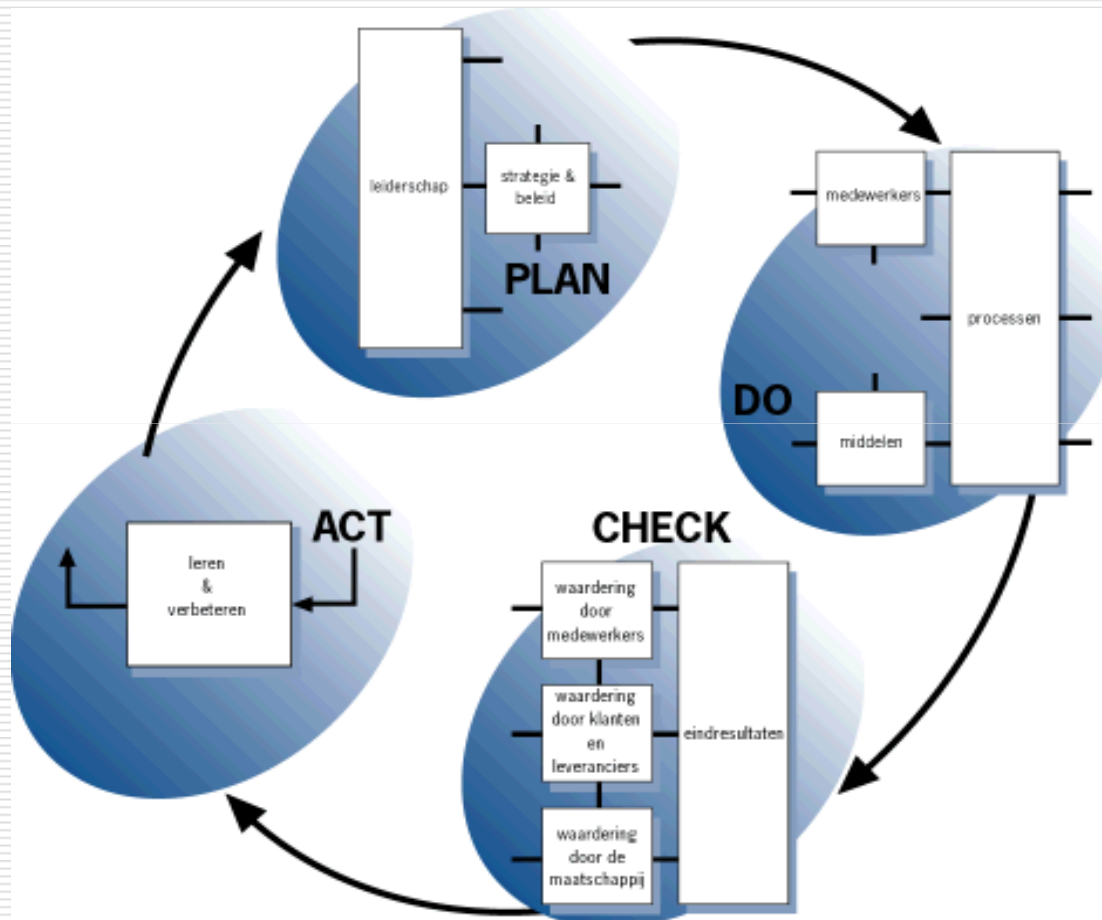 leiderschap
strategie &
beleid
PLAN
medewerkers
processen
DO
middelen
CHECK
waardering
door
medewerkers
waardering
door klanten
en
leveranciers
eindresultaten
waardering
door de
maatschappij
ACT
leren
&
verbeteren